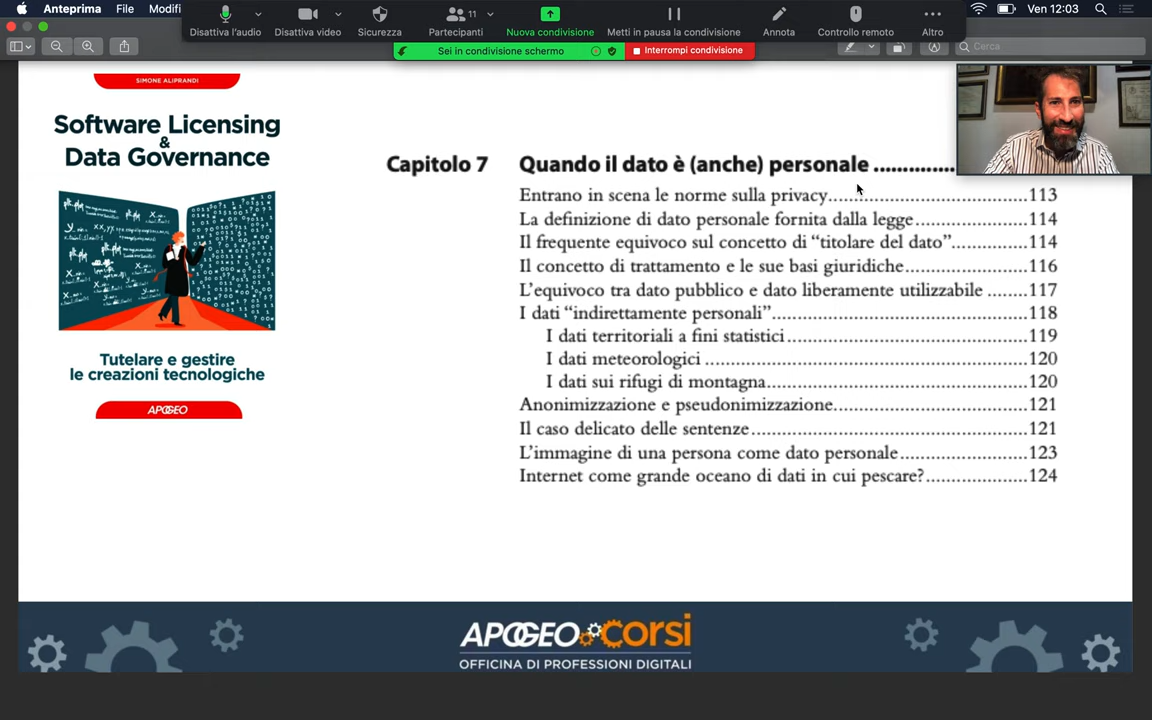 Anteprima File Modifi
Ven 12:03
Disattiva l'audio Disattiva video Sicurezza Partecipanti 11 Nuova condivisione Metti in pausa la condivisione Annota Controllo remoto Altro
Sei in condivisione schermo Interrompi condivisione
Cerca
SIMONE ALIPRANDI
Software Licensing
&
Data Governance
Tutelare e gestire
le creazioni tecnologiche
APOGEO
Capitolo 7 Quando il dato è (anche) personale ............
Entrano in scena le norme sulla privacy....................................113
La definizione di dato personale fornita dalla legge....................114
Il frequente equivoco sul concetto di “titolare del dato”..............114
Il concetto di trattamento e le sue basi giuridiche......................116
L’equivoco tra dato pubblico e dato liberamente utilizzabile .......117
I dati “indirettamente personali”..............................................118
I dati territoriali a fini statistici...........................................119
I dati meteorologici ..........................................................120
I dati sui rifugi di montagna...............................................120
Anonimizzazione e pseudonimizzazione...................................121
Il caso delicato delle sentenze..................................................121
L’immagine di una persona come dato personale.......................123
Internet come grande oceano di dati in cui pescare?...................124
APOGEO CORSI
OFFICINA DI PROFESSIONI DIGITALI